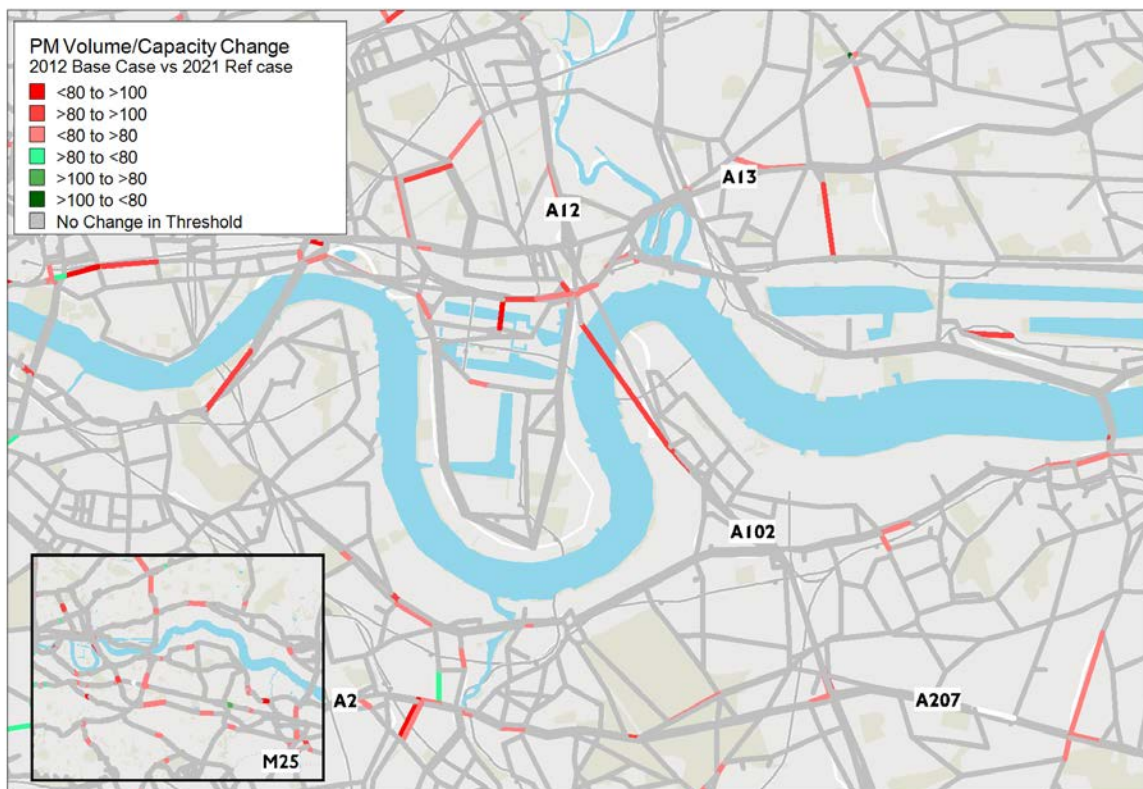 PM Volume/Capacity Change
2012 Base Case vs 2021 Ref case
<80 to >100
>80 to >100
<80 to >80
>80 to <80
>100 to >80
>100 to <80
No Change in Threshold
A13
A12
A102
A2
A207
M25